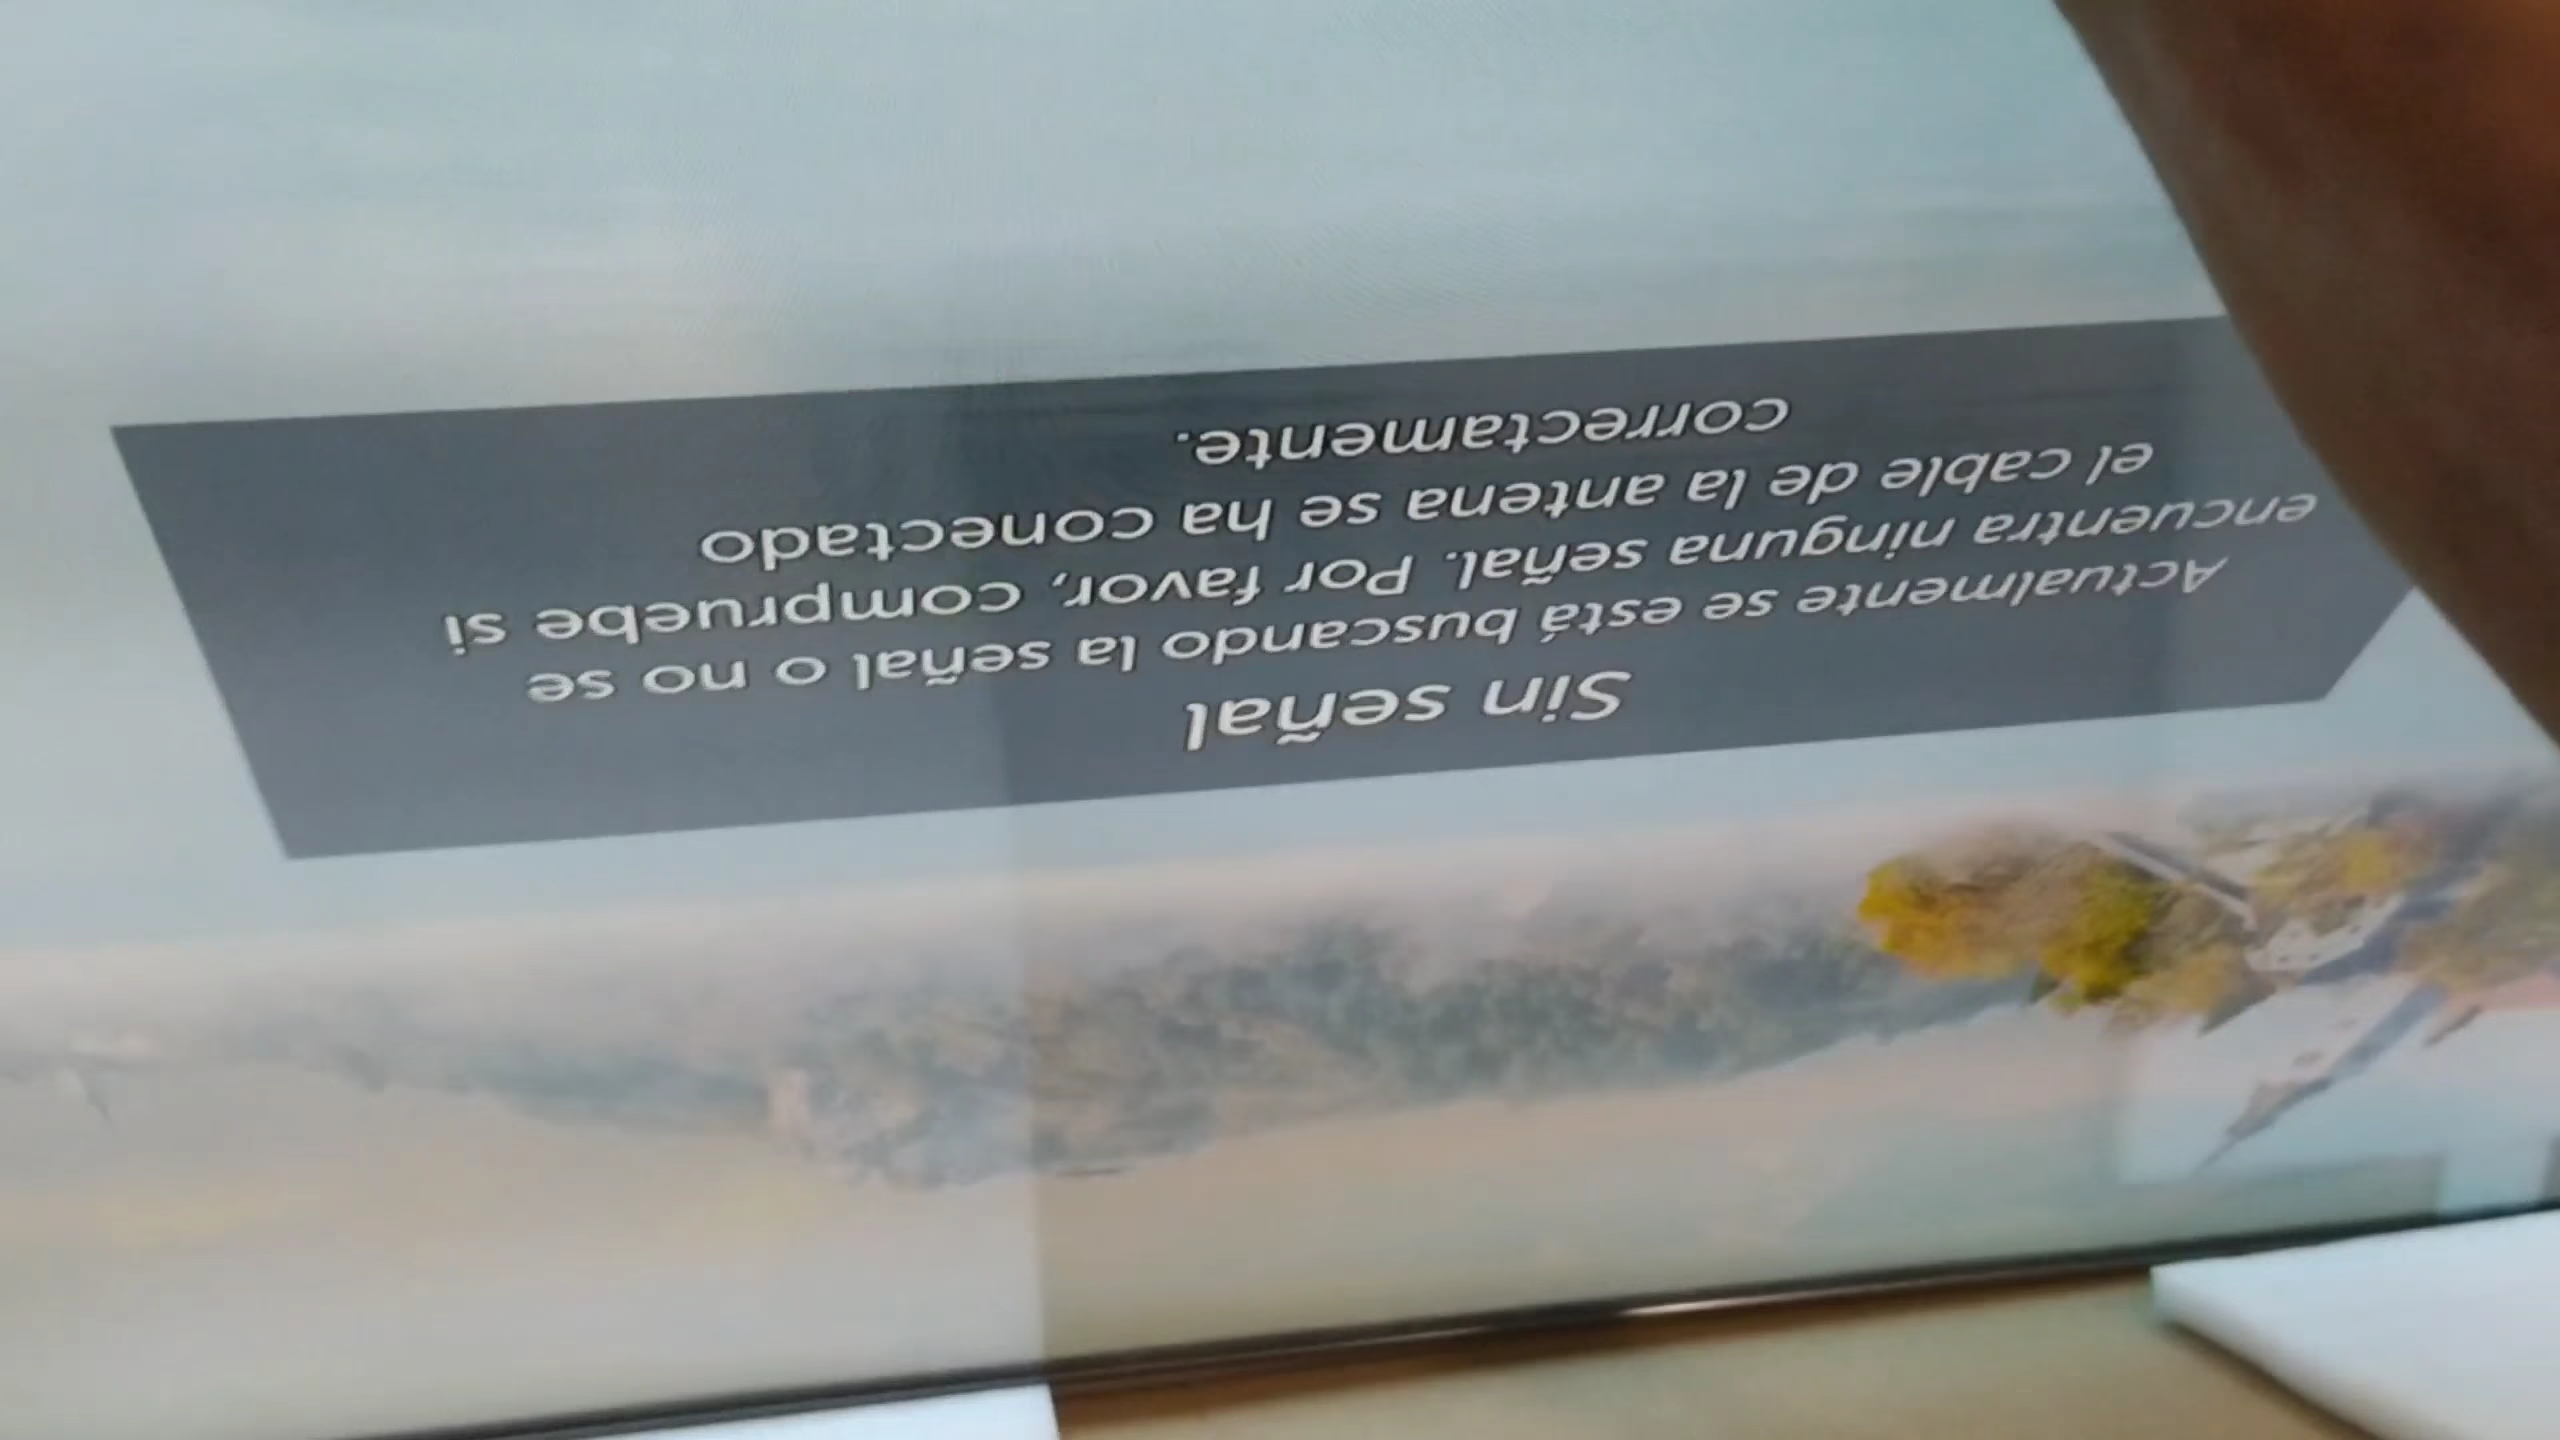 Sin señal
Actualmente se está buscando la señal o no se
encuentra ninguna señal. Por favor, compruebe si
el cable de la antena se ha conectado
correctamente.